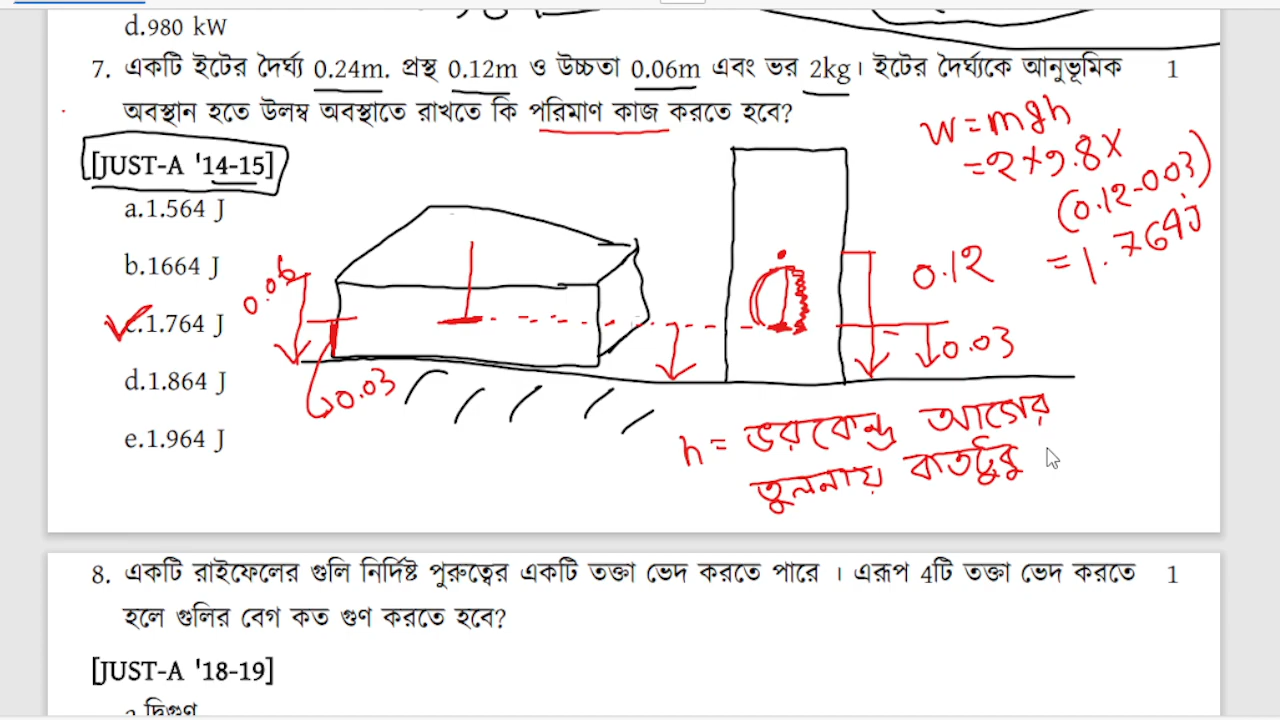 d.980 kW
7. একটি ইটের দৈর্ঘ্য 0.24m. প্রস্থ 0.12m ও উচ্চতা 0.06m এবং ভর 2kg। ইটের দৈর্ঘ্যকে আনুভূমিক 1
অবস্থান হতে উলম্ব অবস্থাতে রাখতে কি পরিমাণ কাজ করতে হবে?
W = mgh
= 2 × 9.8 ×
(0.12-0.03)
= 1.764J
[JUST-A '14-15]
a.1.564 J
b.1664 J
c.1.764 J
d.1.864 J
e.1.964 J
0.06
0.03
0.12
0.03
h = ভরকেন্দ্র আগের
তুলনায় কতটুকু
8. একটি রাইফেলের গুলি নির্দিষ্ট পুরুত্বের একটি তক্তা ভেদ করতে পারে । এরূপ 4টি তক্তা ভেদ করতে 1
হলে গুলির বেগ কত গুণ করতে হবে?
[JUST-A '18-19]
a.দ্বিগুণ